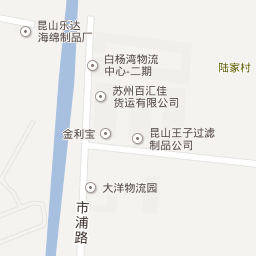 昆山乐达
海绵制品厂
白杨湾物流
中心-二期
陆家村
苏州百汇佳
货运有限公司
金利宝
昆山王子过滤
制品公司
大洋物流园
市浦路